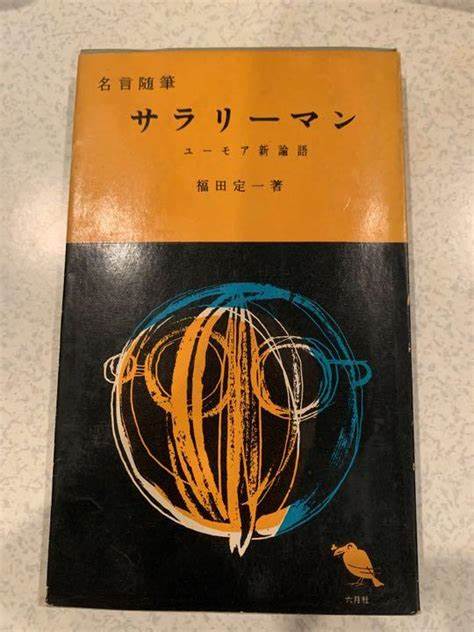 名言随筆
サラリーマン
ユーモア新論語
福田定一著
六月社